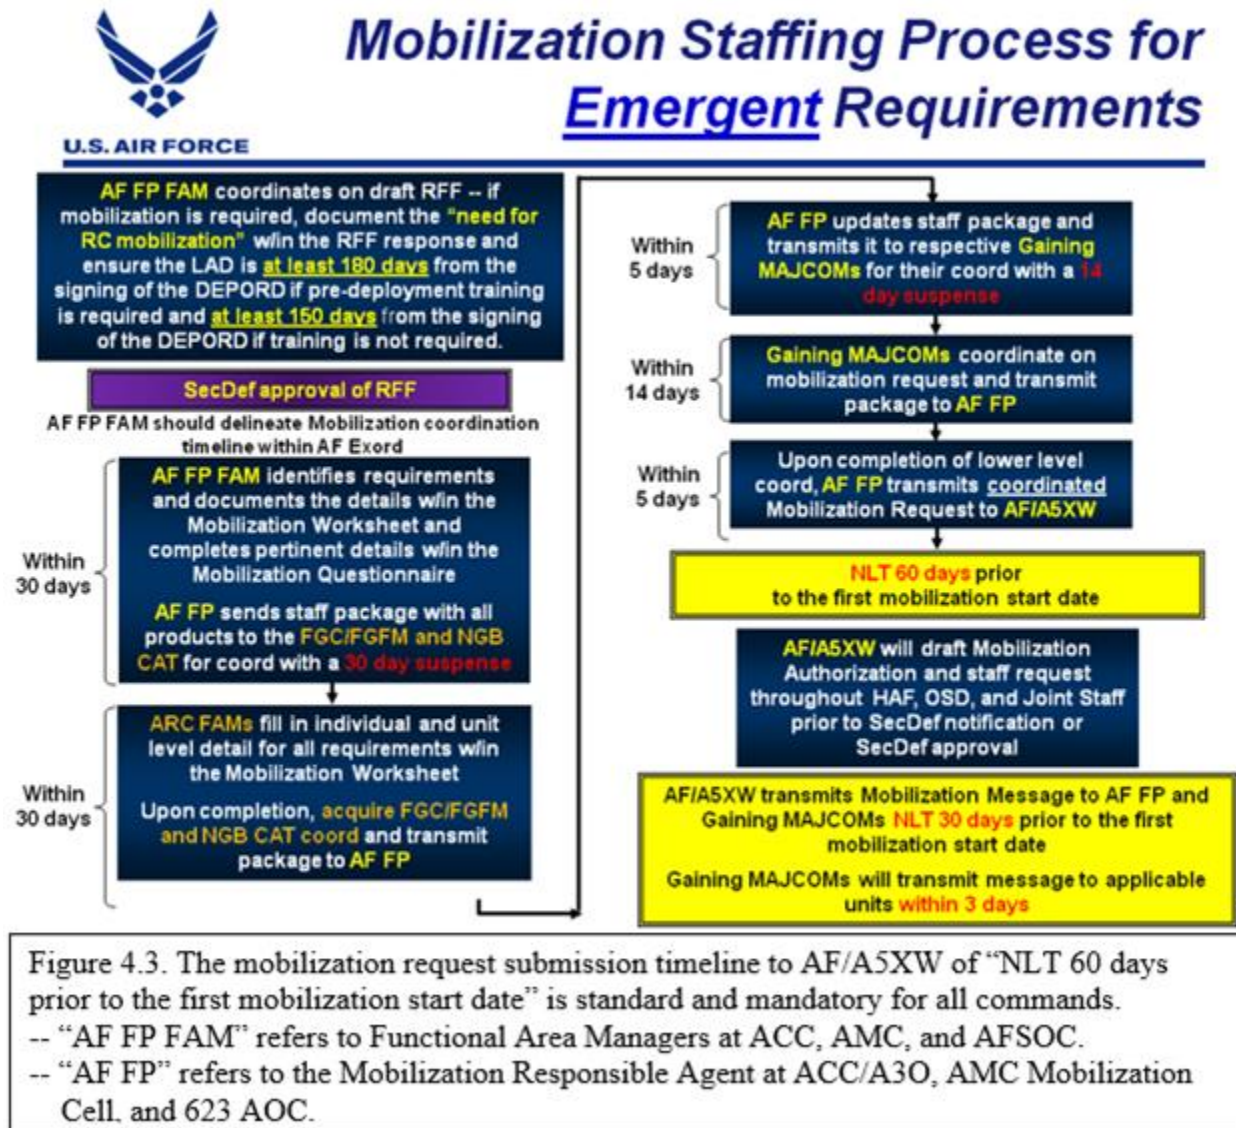 Mobilization Staffing Process for
Emergent Requirements
U.S. AIR FORCE
AF FP FAM coordinates on draft RFF -- if
mobilization is required, document the "need for
RC mobilization" w/in the RFF response and
ensure the LAD is at least 180 days from the
signing of the DEPORD if pre-deployment training
is required and at least 150 days from the signing
of the DEPORD if training is not required.
SecDef approval of RFF
AF FP FAM should delineate Mobilization coordination
timeline within AF Exord
Within
30 days
AF FP FAM identifies requirements
and documents the details w/in the
Mobilization Worksheet and
completes pertinent details w/in the
Mobilization Questionnaire
AF FP sends staff package with all
products to the FGC/FGFM and NGB
CAT for coord with a 30 day suspense
Within
30 days
ARC FAMs fill in individual and unit
level detail for all requirements w/in
the Mobilization Worksheet
Upon completion, acquire FGC/FGFM
and NGB CAT coord and transmit
package to AF FP
Within
5 days
AF FP updates staff package and
transmits it to respective Gaining
MAJCOMs for their coord with a 14
day suspense
Within
14 days
Gaining MAJCOMs coordinate on
mobilization request and transmit
package to AF FP
Within
5 days
Upon completion of lower level
coord, AF FP transmits coordinated
Mobilization Request to AF/A5XW
NLT 60 days prior
to the first mobilization start date
AF/A5XW will draft Mobilization
Authorization and staff request
throughout HAF, OSD, and Joint Staff
prior to SecDef notification or
SecDef approval
AF/A5XW transmits Mobilization Message to AF FP and
Gaining MAJCOMs NLT 30 days prior to the first
mobilization start date
Gaining MAJCOMs will transmit message to applicable
units within 3 days
Figure 4.3. The mobilization request submission timeline to AF/A5XW of "NLT 60 days
prior to the first mobilization start date" is standard and mandatory for all commands.
-- "AF FP FAM" refers to Functional Area Managers at ACC, AMC, and AFSOC.
-- "AF FP" refers to the Mobilization Responsible Agent at ACC/A3O, AMC Mobilization
Cell, and 623 AOC.